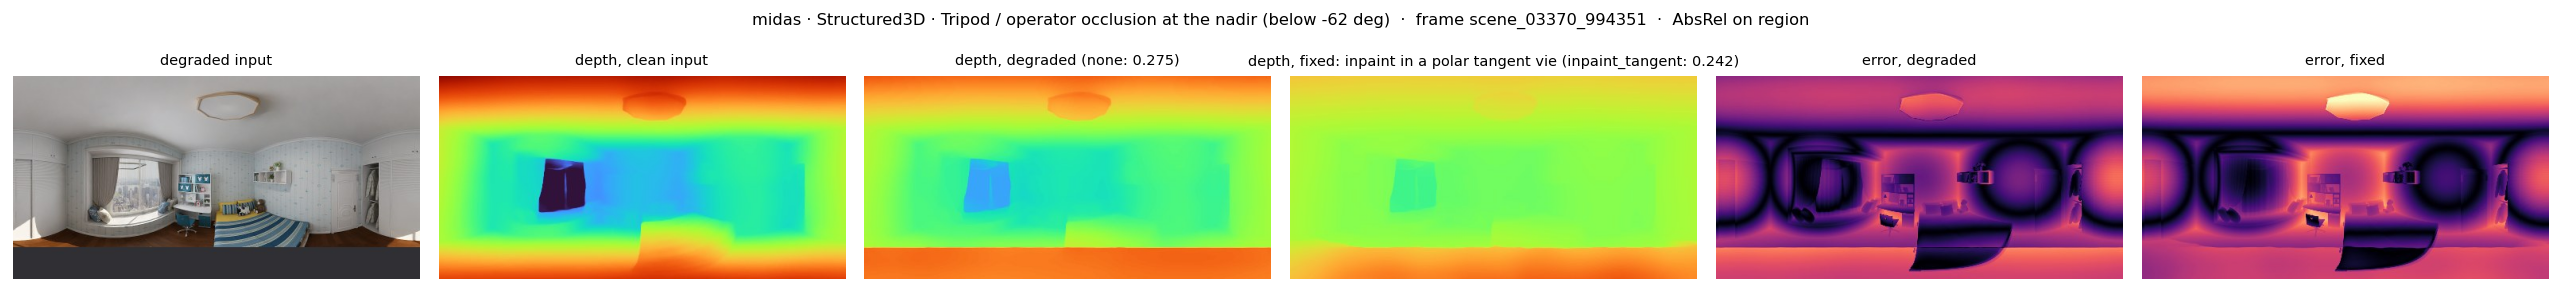 midas · Structured3D · Tripod / operator occlusion at the nadir (below -62 deg) · frame scene_03370_994351 · AbsRel on region
degraded input
depth, clean input
depth, degraded (none: 0.275)
depth, fixed: inpaint in a polar tangent vie (inpaint_tangent: 0.242)
error, degraded
error, fixed